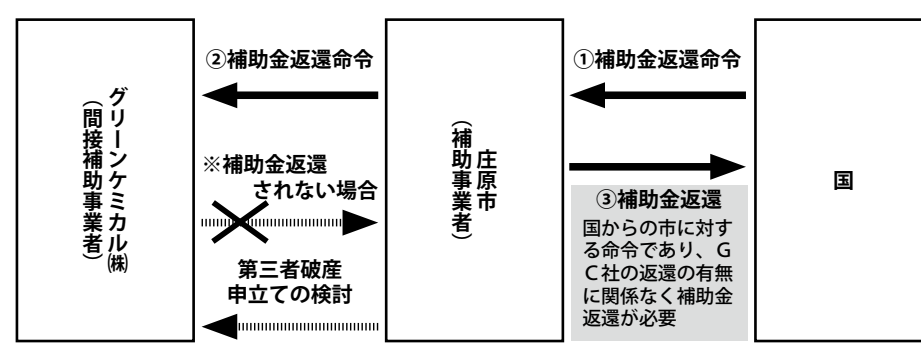 グリーンケミカル㈱
（間接補助事業者）
②補助金返還命令
※補助金返還
されない場合
第三者破産
申立ての検討
庄原市
（補助事業者）
①補助金返還命令
③補助金返還
国からの市に対す
る命令であり、Ｇ
Ｃ社の返還の有無
に関係なく補助金
返還が必要
国